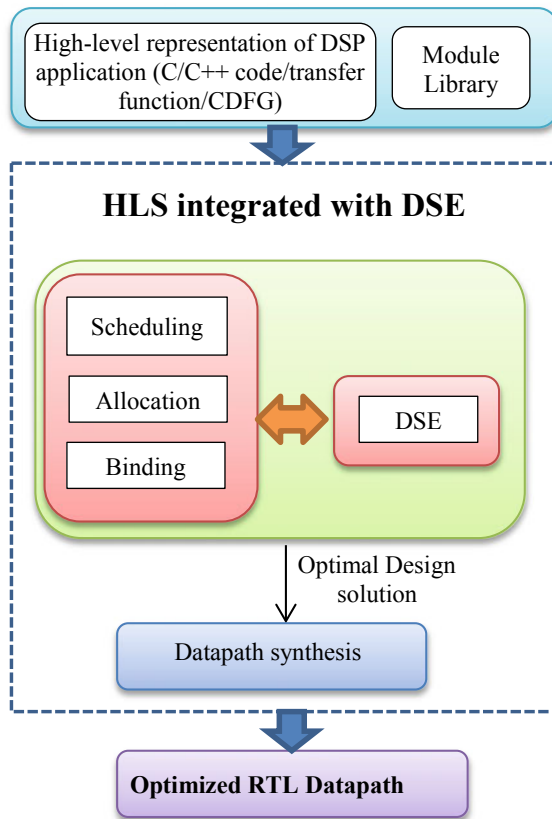 High-level representation of DSP
application (C/C++ code/transfer
function/CDFG)
Module
Library
HLS integrated with DSE
Scheduling
Allocation
Binding
DSE
Optimal Design
solution
Datapath synthesis
Optimized RTL Datapath